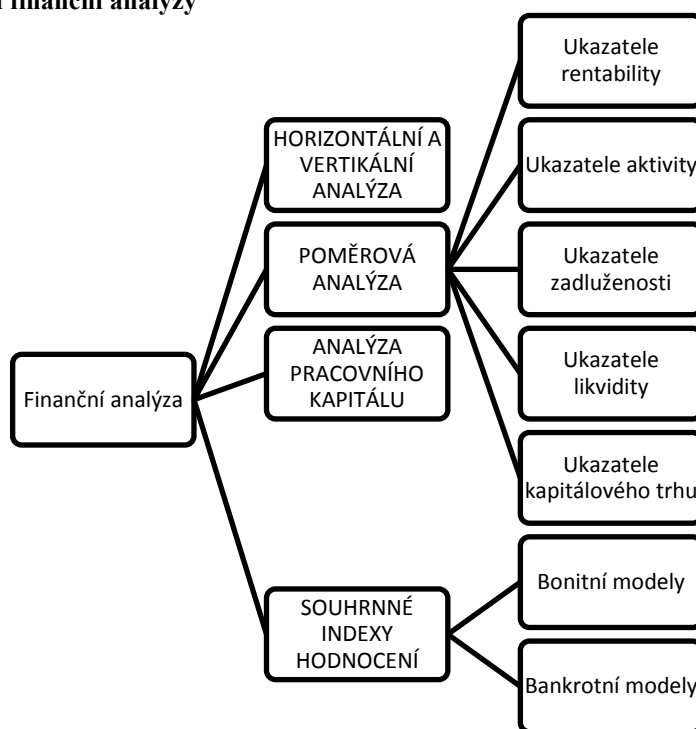 finanční analýzy
Finanční analýza
HORIZONTÁLNÍ A
VERTIKÁLNÍ
ANALÝZA
POMĚROVÁ
ANALÝZA
Ukazatele
rentability
Ukazatele aktivity
Ukazatele
zadluženosti
Ukazatele
likvidity
Ukazatele
kapitálového trhu
ANALÝZA
PRACOVNÍHO
KAPITÁLU
SOUHRNNÉ
INDEXY
HODNOCENÍ
Bonitní modely
Bankrotní modely